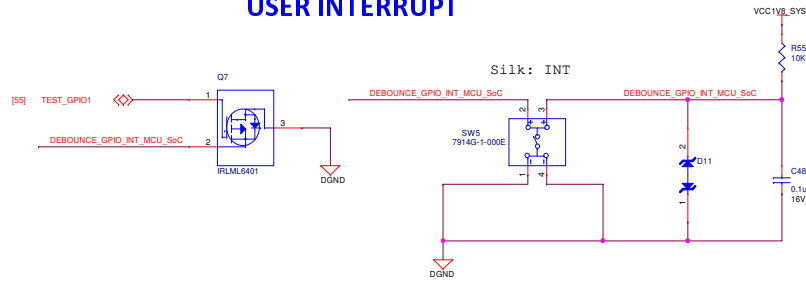 USER INTERRUPT
VCC1V8_SYS
R55
10K
Silk: INT
Q7
[55] TEST_GPIO1
1
3
DEBOUNCE_GPIO_INT_MCU_SoC
2
IRLML6401
DGND
DEBOUNCE_GPIO_INT_MCU_SoC
DEBOUNCE_GPIO_INT_MCU_SoC
2
3
SW5
7914G-1-000E
1
4
2
D11
1
C48
0.1u
16V
DGND